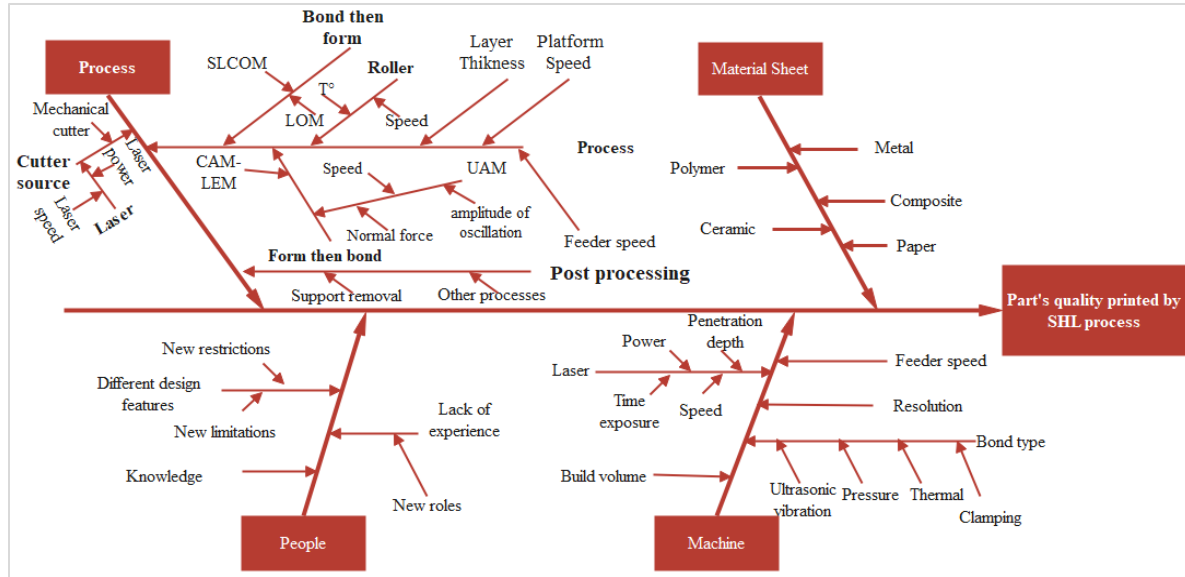 Process
Bond then
form
SLCOM
Roller
T°
LOM
Speed
Layer
Thikness
Platform
Speed
Mechanical
cutter
Laser
power
Cutter
source
Laser
speed
Laser
CAM-
LEM
Speed
UAM
Process
Normal force
amplitude of
oscillation
Feeder speed
Form then bond
Post processing
Support removal
Other processes
Material Sheet
Metal
Polymer
Composite
Ceramic
Paper
Part's quality printed by
SHL process
New restrictions
Different design
features
New limitations
Lack of
experience
Knowledge
New roles
People
Penetration
depth
Power
Laser
Feeder speed
Time
exposure
Speed
Resolution
Bond type
Build volume
Ultrasonic
vibration
Pressure
Thermal
Clamping
Machine